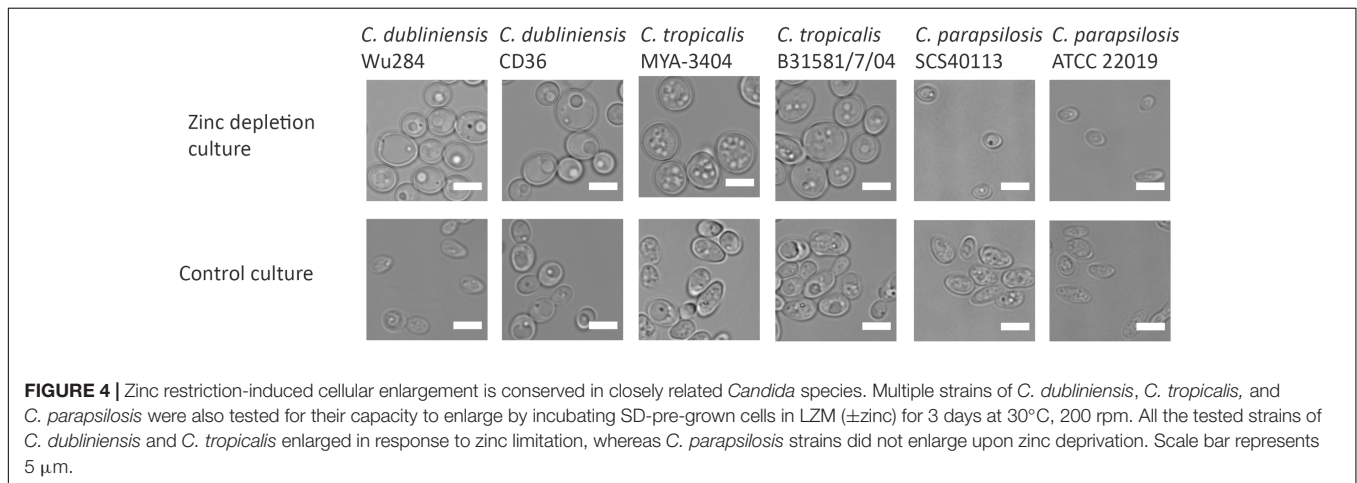 C. dubliniensis C. dubliniensis C. tropicalis C. tropicalis C. parapsilosis C. parapsilosis
Wu284 CD36 MYA-3404 B31581/7/04 SCS40113 ATCC 22019
Zinc depletion
culture
Control culture
FIGURE 4 | Zinc restriction-induced cellular enlargement is conserved in closely related Candida species. Multiple strains of C. dubliniensis, C. tropicalis, and
C. parapsilosis were also tested for their capacity to enlarge by incubating SD-pre-grown cells in LZM (±zinc) for 3 days at 30°C, 200 rpm. All the tested strains of
C. dubliniensis and C. tropicalis enlarged in response to zinc limitation, whereas C. parapsilosis strains did not enlarge upon zinc deprivation. Scale bar represents
5 μm.